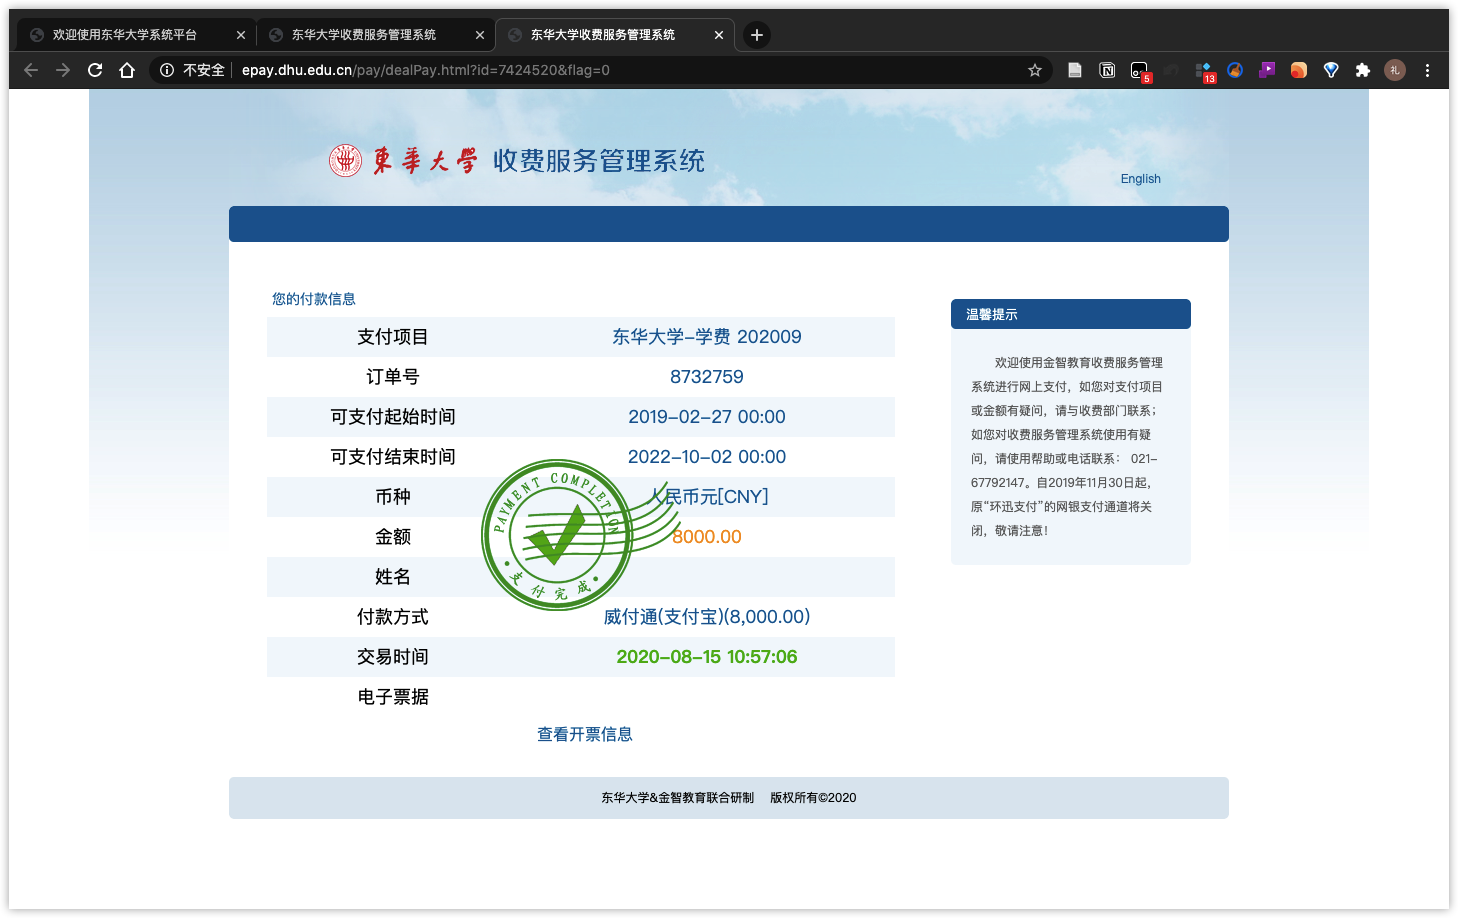 欢迎使用东华大学系统平台
东华大学收费服务管理系统
东华大学收费服务管理系统
不安全
epay.dhu.edu.cn/pay/dealPay.html?id=7424520&flag=0
5
13
礼
東華大學 收费服务管理系统
English
您的付款信息
支付项目 东华大学-学费 202009
订单号 8732759
可支付起始时间 2019-02-27 00:00
可支付结束时间 2022-10-02 00:00
币种 人民币元[CNY]
金额 8000.00
姓名
付款方式 威付通(支付宝)(8,000.00)
交易时间 2020-08-15 10:57:06
电子票据
查看开票信息
PAYMENT COMPLETION
支付完成
温馨提示
欢迎使用金智教育收费服务管理
系统进行网上支付，如您对支付项目
或金额有疑问，请与收费部门联系；
如您对收费服务管理系统使用有疑
问，请使用帮助或电话联系： 021-
67792147。自2019年11月30日起，
原“环迅支付”的网银支付通道将关
闭，敬请注意！
东华大学&金智教育联合研制 版权所有©2020